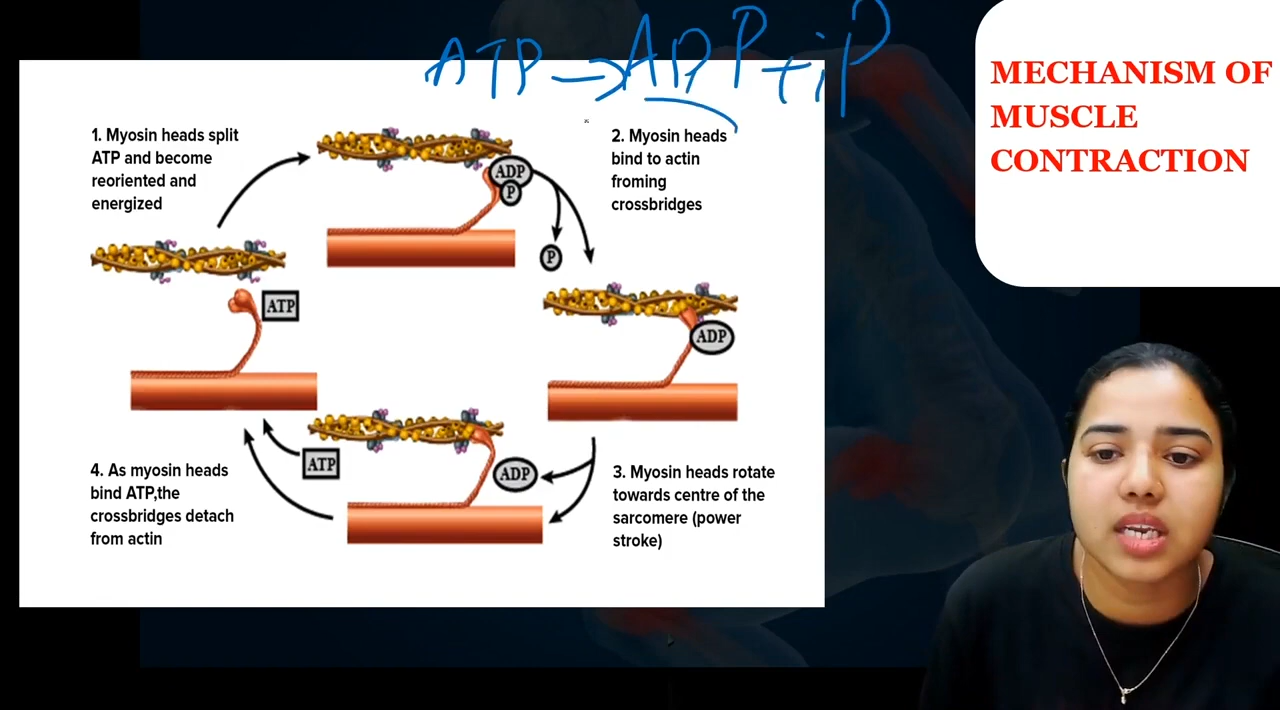 ATP → ADP + iP
MECHANISM OF
MUSCLE
CONTRACTION
1. Myosin heads split
ATP and become
reoriented and
energized
ADP
P
2. Myosin heads
bind to actin
froming
crossbridges
P
ATP
ADP
4. As myosin heads
bind ATP,the
crossbridges detach
from actin
ATP
ADP
3. Myosin heads rotate
towards centre of the
sarcomere (power
stroke)